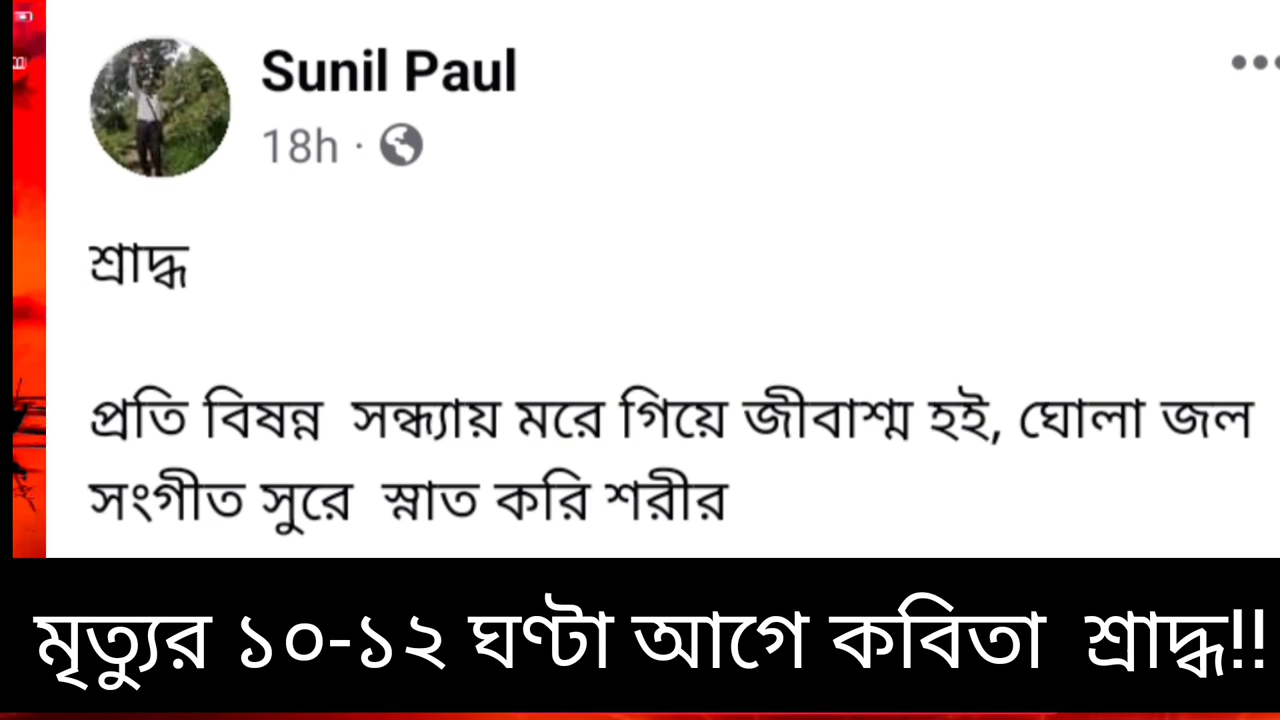 Sunil Paul
18h ·
শ্রাদ্ধ
প্রতি বিষন্ন সন্ধ্যায় মরে গিয়ে জীবাশ্ম হই, ঘোলা জল
সংগীত সুরে স্নাত করি শরীর
মৃত্যুর ১০-১২ ঘণ্টা আগে কবিতা শ্রাদ্ধ!!